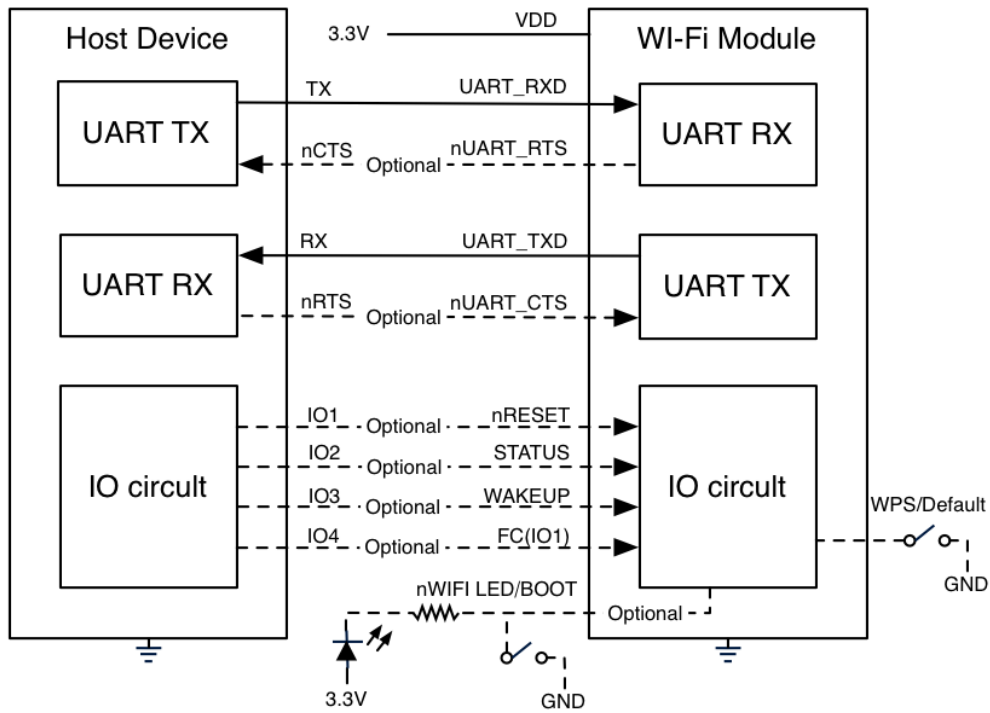 Host Device
3.3V
VDD
WI-Fi Module
UART TX
TX
UART_RXD
UART RX
nCTS
Optional
nUART_RTS
UART RX
RX
UART_TXD
UART TX
nRTS
Optional
nUART_CTS
IO circult
IO1
Optional
nRESET
IO2
Optional
STATUS
IO3
Optional
WAKEUP
IO4
Optional
FC(IO1)
IO circult
WPS/Default
GND
nWIFI LED/BOOT
Optional
3.3V
GND